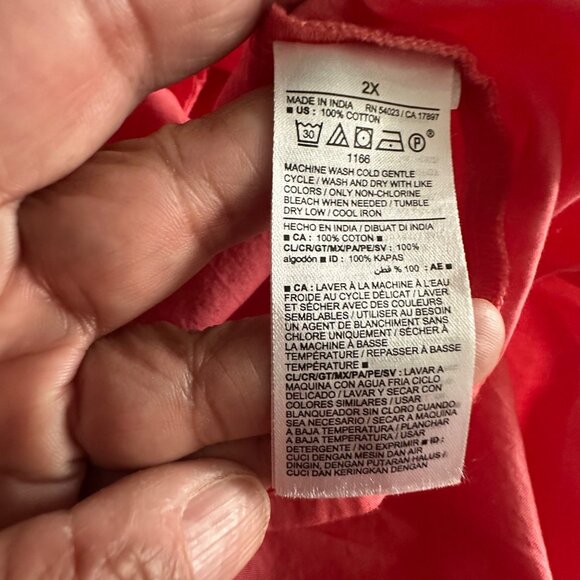 2X
MADE IN INDIA RN 54023 / CA 17897
■ US : 100% COTTON
30 P ®
1166
MACHINE WASH COLD GENTLE
CYCLE / WASH AND DRY WITH LIKE
COLORS / ONLY NON-CHLORINE
BLEACH WHEN NEEDED / TUMBLE
DRY LOW / COOL IRON
HECHO EN INDIA / DIBUAT DI INDIA
■ CA : 100% COTON ■
CL/CR/GT/MX/PA/PE/SV : 100%
algodón ■ ID : 100% KAPAS
■ AE : 100 % قطن
■ CA : LAVER À LA MACHINE À L'EAU
FROIDE AU CYCLE DÉLICAT / LAVER
ET SÉCHER AVEC DES COULEURS
SEMBLABLES / UTILISER AU BESOIN
UN AGENT DE BLANCHIMENT SANS
CHLORE UNIQUEMENT / SÉCHER À
LA MACHINE À BASSE
TEMPÉRATURE / REPASSER À BASSE
TEMPÉRATURE ■
CL/CR/GT/MX/PA/PE/SV : LAVAR A
MAQUINA CON AGUA FRIA CICLO
DELICADO / LAVAR Y SECAR CON
COLORES SIMILARES / USAR
BLANQUEADOR SIN CLORO CUANDO
SEA NECESARIO / SECAR A MAQUINA
A BAJA TEMPERATURA / PLANCHAR
A BAJA TEMPERATURA / USAR
DETERGENTE / NO EXPRIMIR ■ ID :
CUCI DENGAN MESIN DAN AIR
DINGIN, DENGAN PUTARAN HALUS /
CUCI DAN KERINGKAN DENGAN